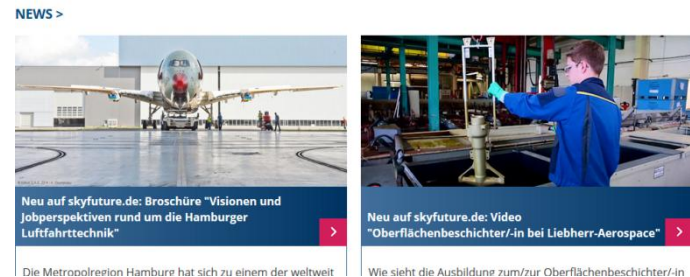 NEWS >
Neu auf skyfuture.de: Broschüre "Visionen und
Jobperspektiven rund um die Hamburger
Luftfahrttechnik"
Neu auf skyfuture.de: Video
"Oberflächenbeschichter/-in bei Liebherr-Aerospace"
Die Metropolregion Hamburg hat sich zu einem der weltweit
Wie sieht die Ausbildung zum/zur Oberflächenbeschichter/-in